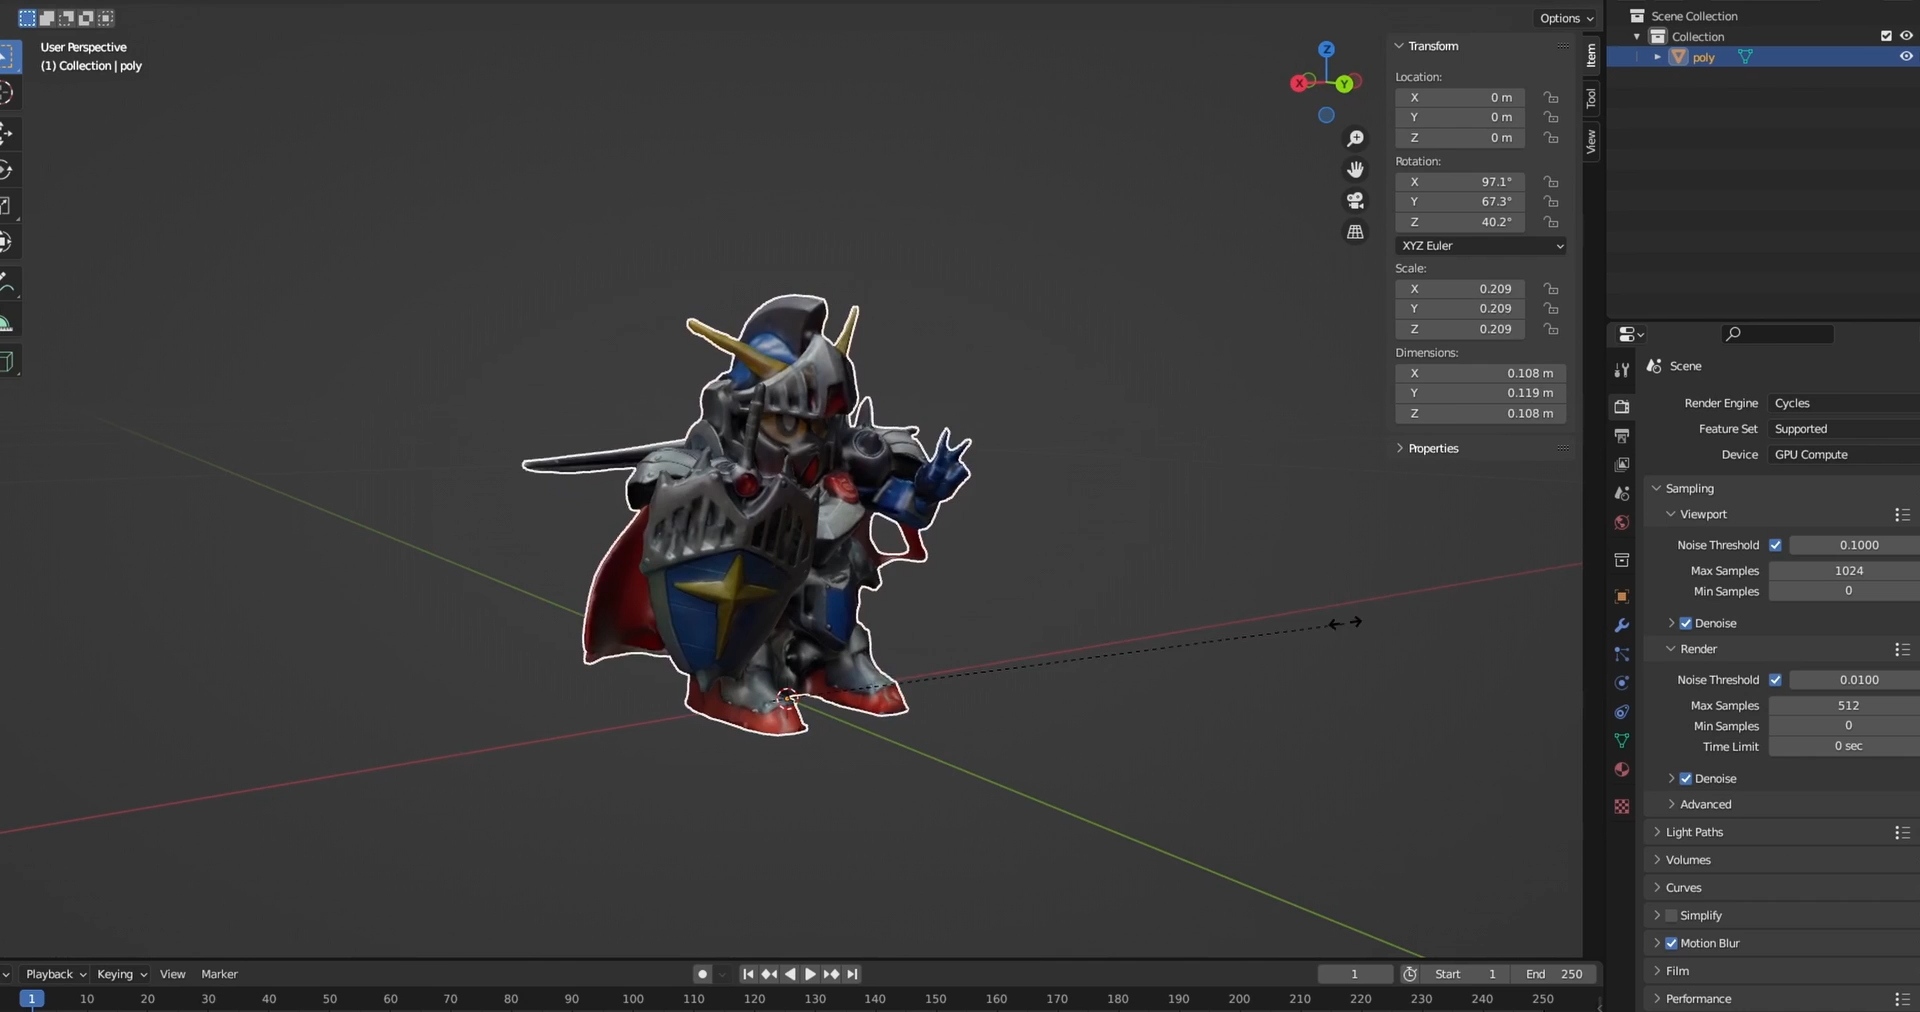 Options
User Perspective
(1) Collection | poly
Z
X
Y
Transform
Location:
X 0 m
Y 0 m
Z 0 m
Rotation:
X 97.1°
Y 67.3°
Z 40.2°
XYZ Euler
Scale:
X 0.209
Y 0.209
Z 0.209
Dimensions:
X 0.108 m
Y 0.119 m
Z 0.108 m
Properties
Item
Tool
View
Scene Collection
Collection
poly
Scene
Render Engine Cycles
Feature Set Supported
Device GPU Compute
Sampling
Viewport
Noise Threshold 0.1000
Max Samples 1024
Min Samples 0
Denoise
Render
Noise Threshold 0.0100
Max Samples 512
Min Samples 0
Time Limit 0 sec
Denoise
Advanced
Light Paths
Volumes
Curves
Simplify
Motion Blur
Film
Performance
Playback Keying View Marker
1 Start 1 End 250
1 10 20 30 40 50 60 70 80 90 100 110 120 130 140 150 160 170 180 190 200 210 220 230 240 250